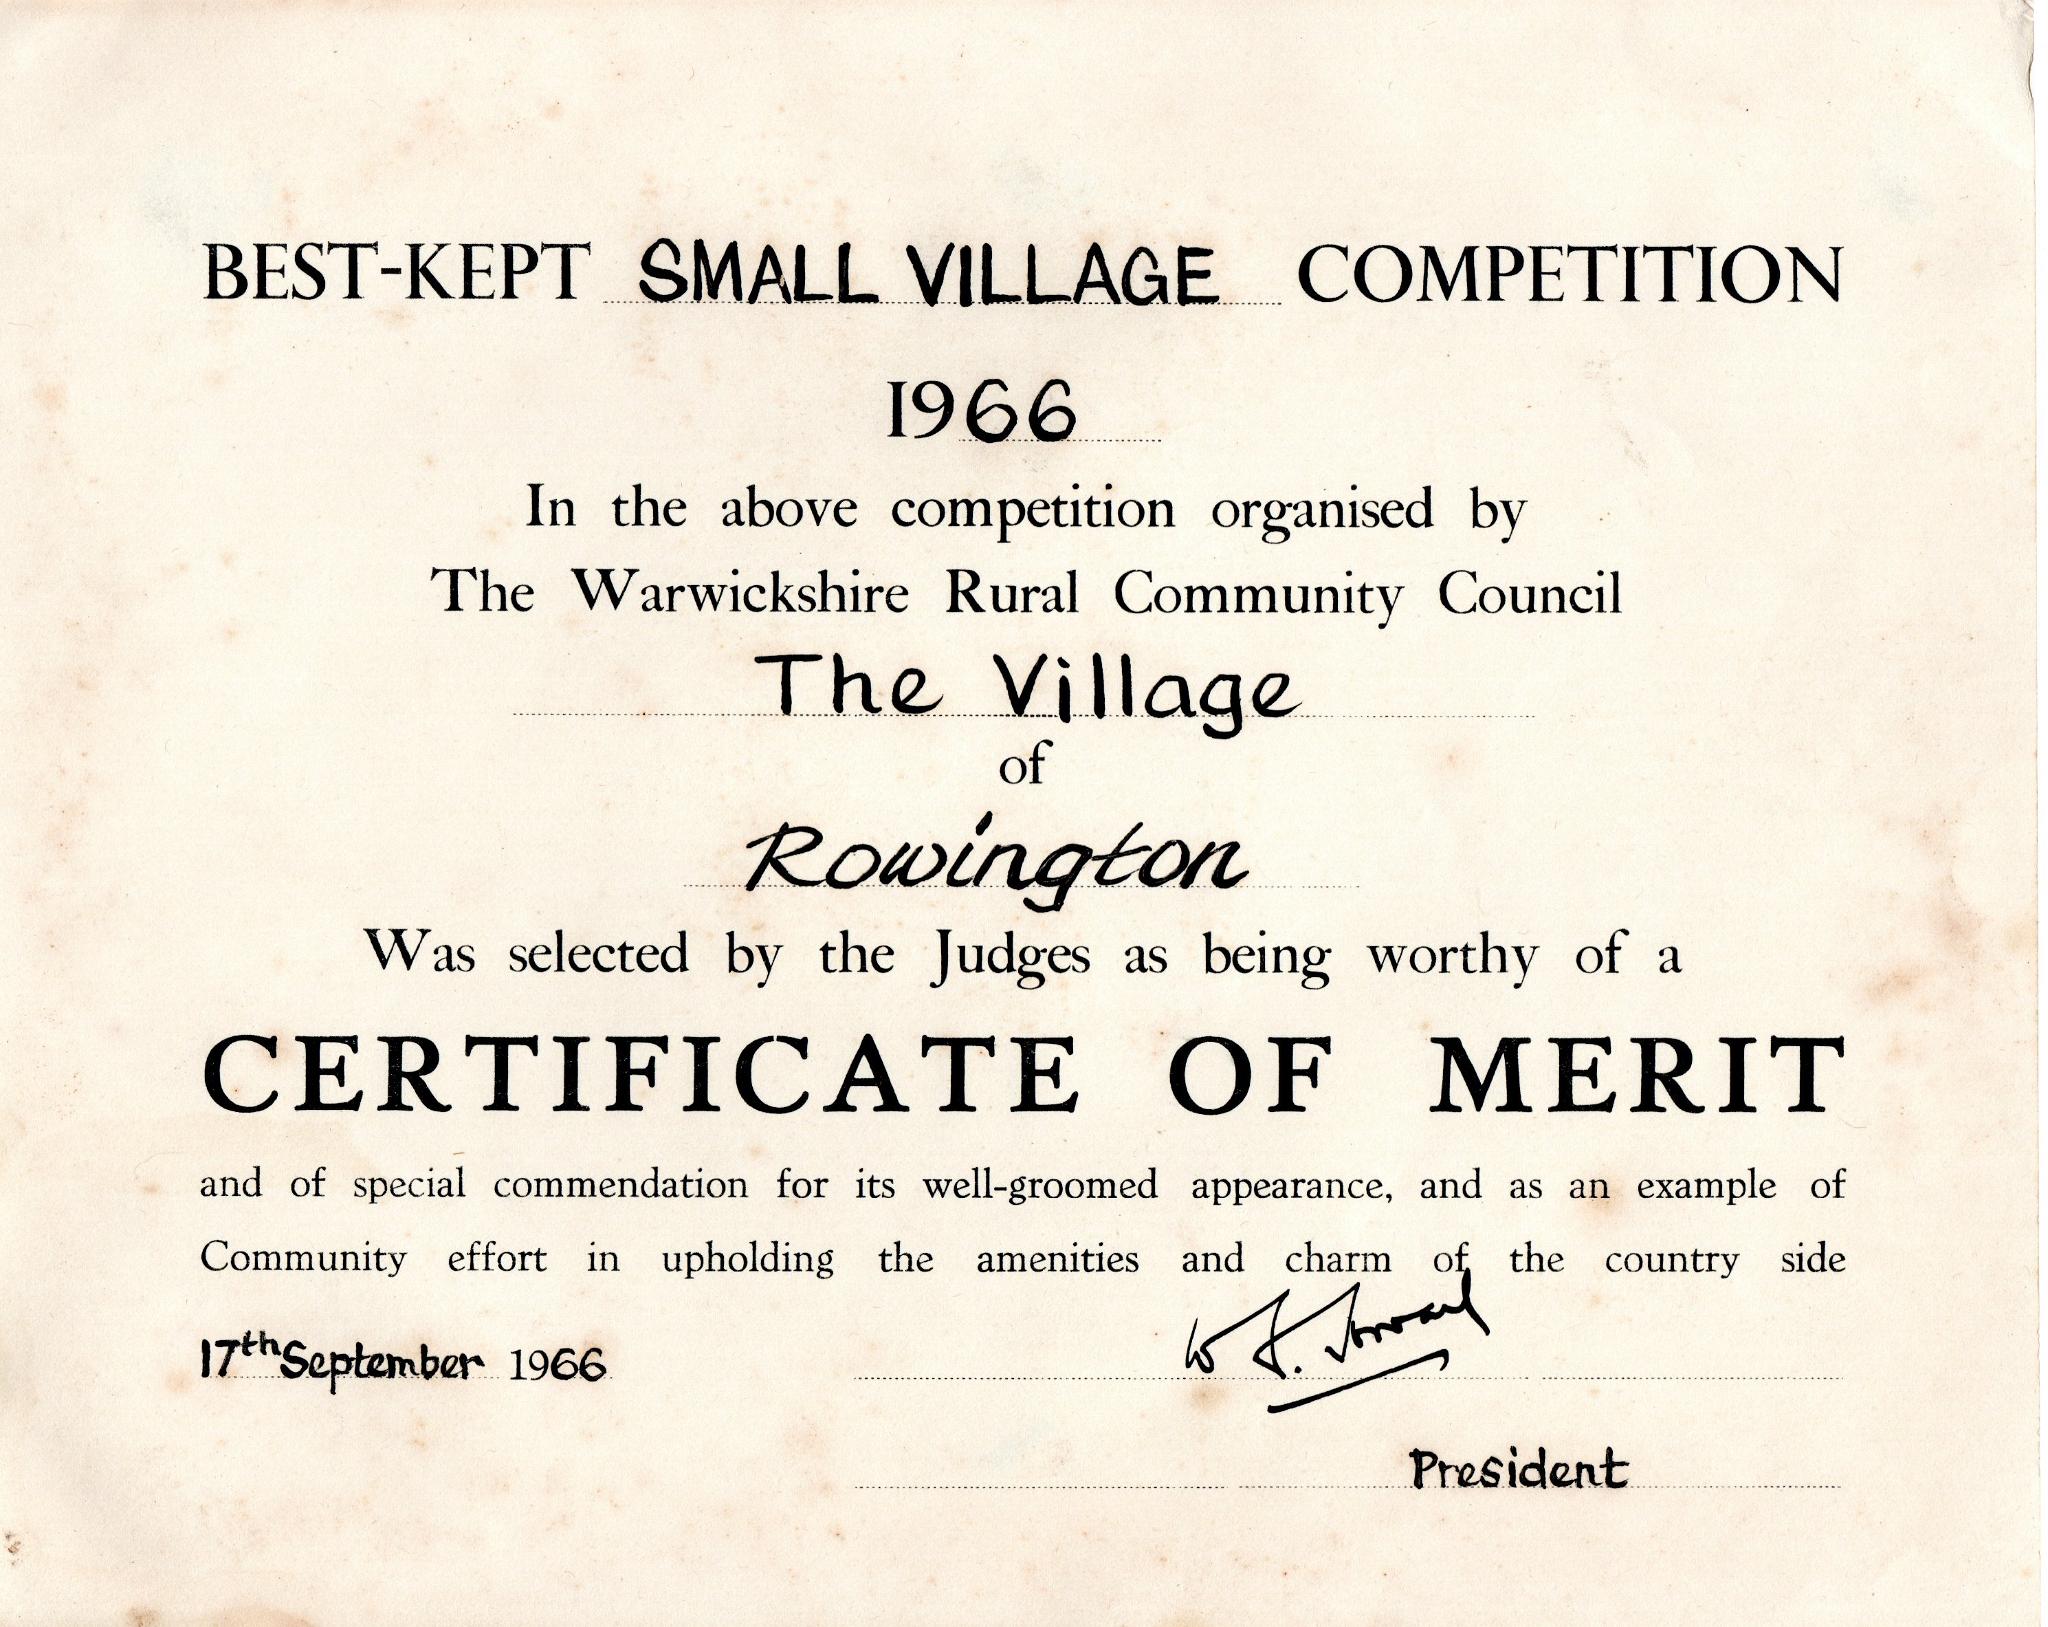 BEST-KEPT SMALL VILLAGE COMPETITION
1966
In the above competition organised by
The Warwickshire Rural Community Council
The Village
of
Rowington
Was selected by the Judges as being worthy of a
CERTIFICATE OF MERIT
and of special commendation for its well-groomed appearance, and as an example of
Community effort in upholding the amenities and charm of the country side
17th September 1966
President